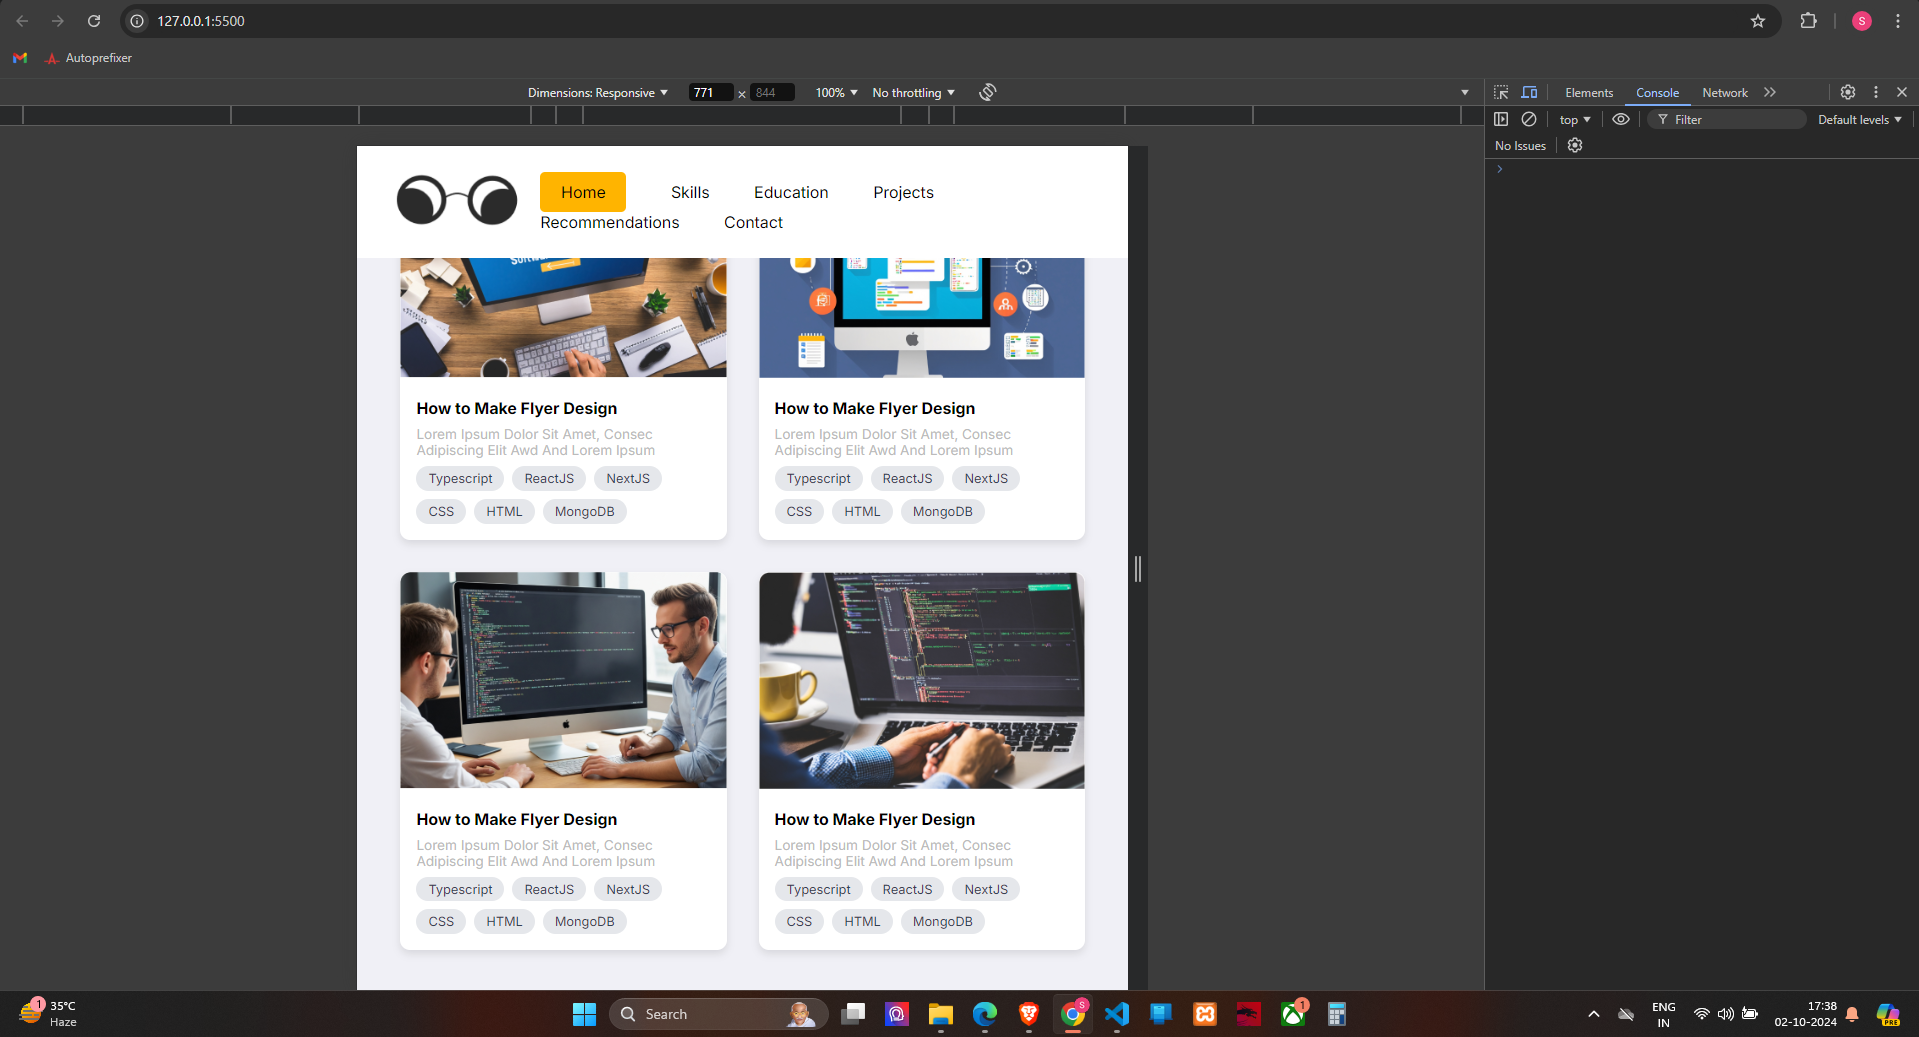 127.0.0.1:5500
S
Autoprefixer
Dimensions: Responsive 771 × 844 100% No throttling
Elements Console Network
top Filter Default levels
No Issues
Home Skills Education Projects
Recommendations Contact
How to Make Flyer Design
Lorem Ipsum Dolor Sit Amet, Consec
Adipiscing Elit Awd And Lorem Ipsum
Typescript ReactJS NextJS
CSS HTML MongoDB
How to Make Flyer Design
Lorem Ipsum Dolor Sit Amet, Consec
Adipiscing Elit Awd And Lorem Ipsum
Typescript ReactJS NextJS
CSS HTML MongoDB
How to Make Flyer Design
Lorem Ipsum Dolor Sit Amet, Consec
Adipiscing Elit Awd And Lorem Ipsum
Typescript ReactJS NextJS
CSS HTML MongoDB
How to Make Flyer Design
Lorem Ipsum Dolor Sit Amet, Consec
Adipiscing Elit Awd And Lorem Ipsum
Typescript ReactJS NextJS
CSS HTML MongoDB
1
35°C
Haze
Search
S
1
ENG
IN
17:38
02-10-2024
PRE